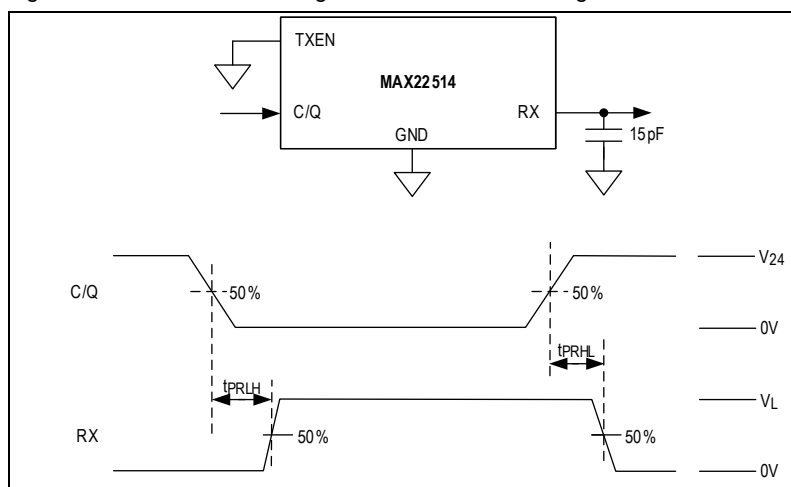 TXEN
MAX22514
C/Q
RX
GND
15pF
C/Q
50%
50%
V24
0V
tPRLH
tPRHL
VL
RX
50%
50%
0V